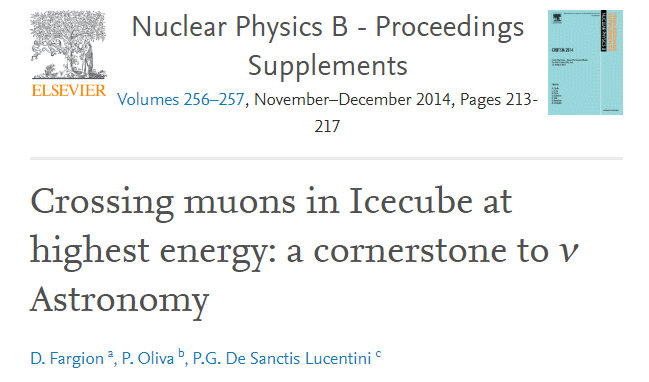 Nuclear Physics B - Proceedings
Supplements
ELSEVIER
Volumes 256–257, November–December 2014, Pages 213-
217
Crossing muons in Icecube at
highest energy: a cornerstone to ν
Astronomy
D. Fargion a, P. Oliva b, P.G. De Sanctis Lucentini c